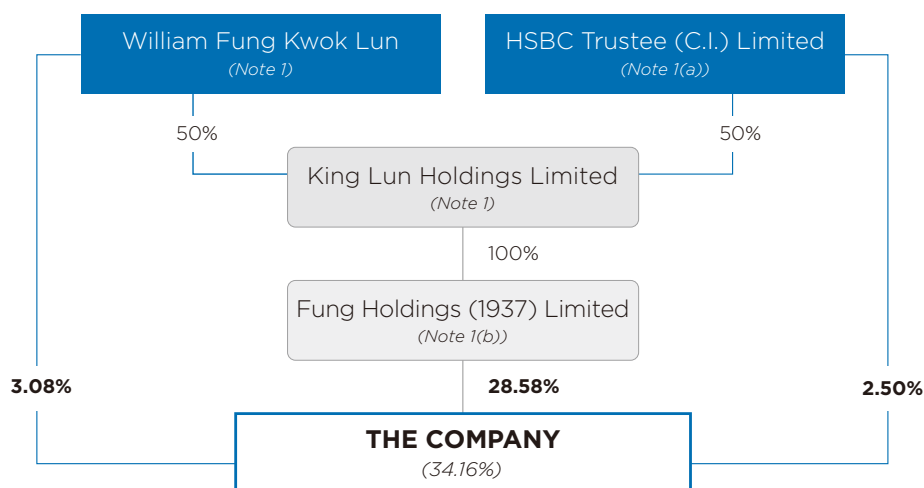 William Fung Kwok Lun
(Note 1)
HSBC Trustee (C.I.) Limited
(Note 1(a))
50%
50%
King Lun Holdings Limited
(Note 1)
100%
Fung Holdings (1937) Limited
(Note 1(b))
3.08%
28.58%
2.50%
THE COMPANY
(34.16%)